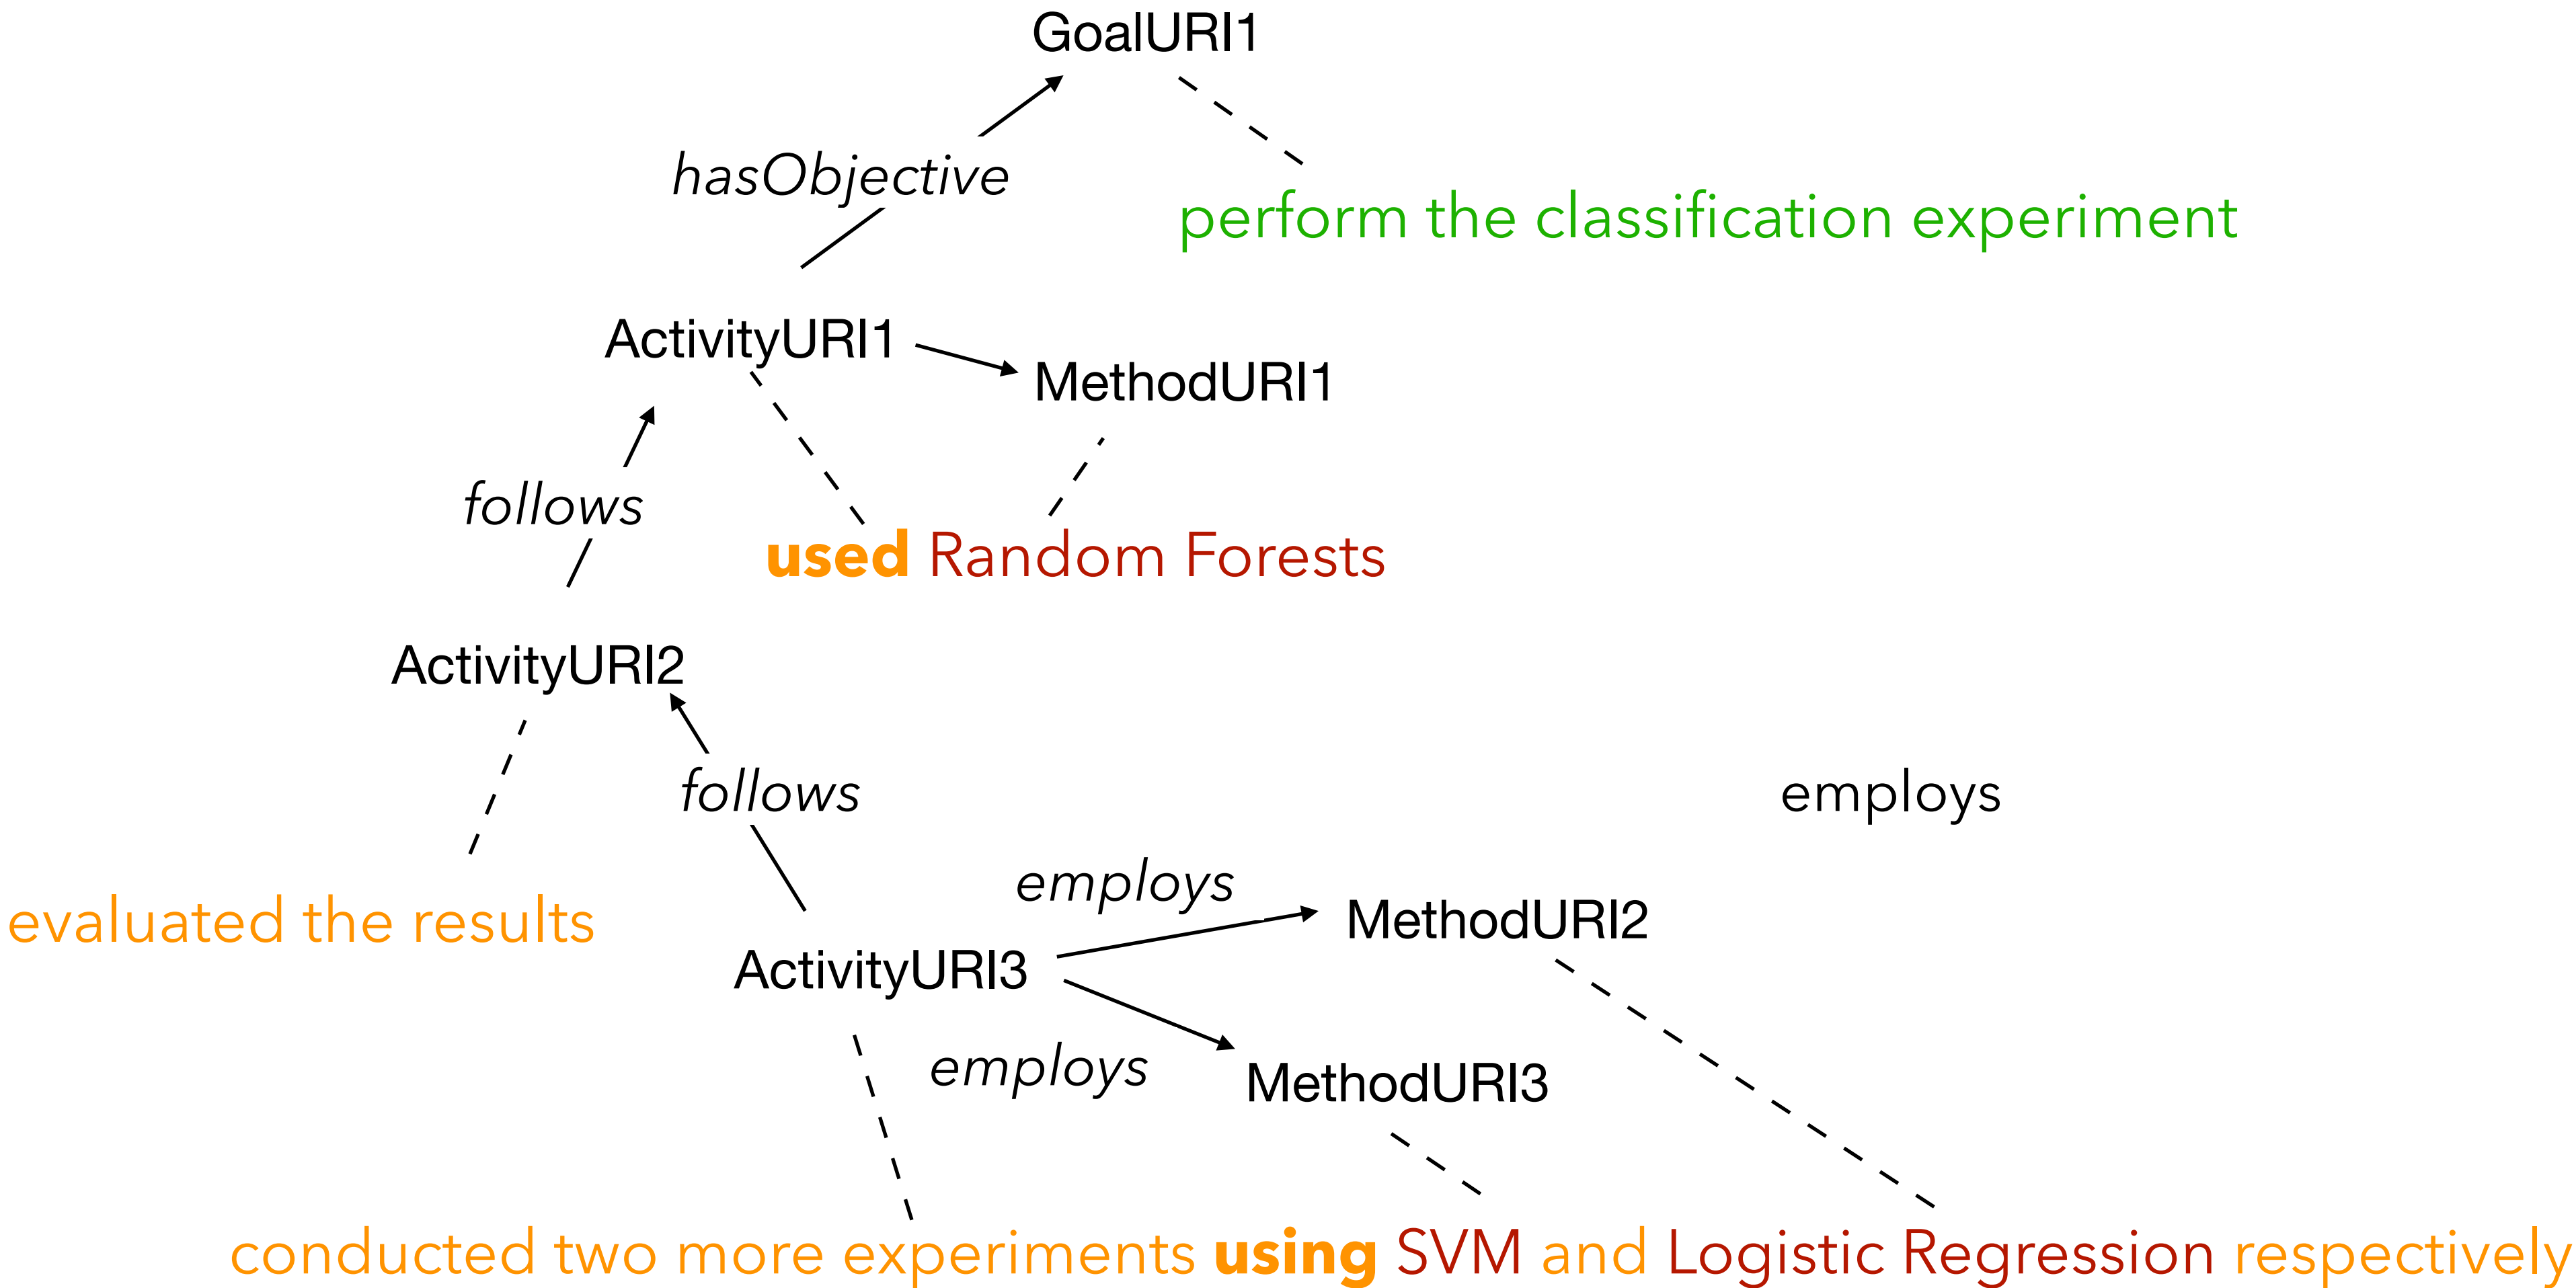 GoalURI1
hasObjective
perform the classification experiment
ActivityURI1
MethodURI1
follows
used Random Forests
ActivityURI2
follows
employs
employs
evaluated the results
MethodURI2
ActivityURI3
employs
MethodURI3
conducted two more experiments using SVM and Logistic Regression respectively